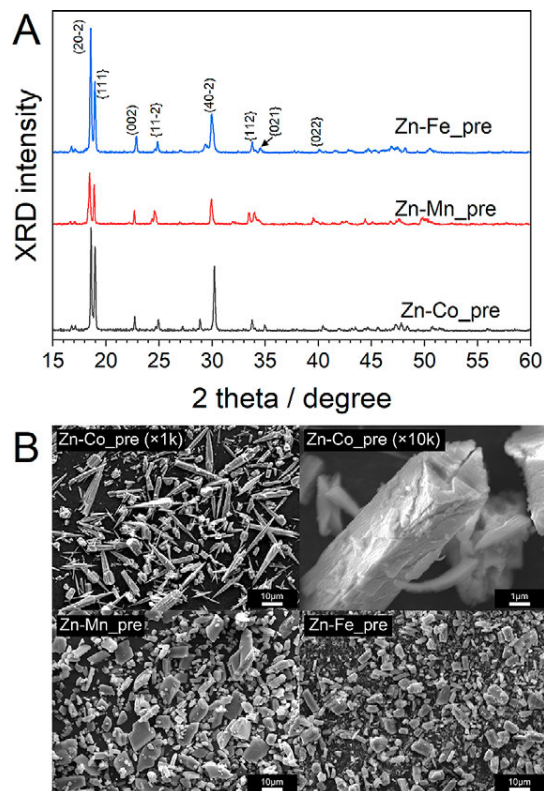 A
XRD intensity
(20-2)
{111}
(002)
{11-2}
(40-2)
{112}
{021}
{022}
Zn-Fe_pre
Zn-Mn_pre
Zn-Co_pre
15 20 25 30 35 40 45 50 55 60
2 theta / degree
B
Zn-Co_pre (×1k)
10μm
Zn-Co_pre (×10k)
1μm
Zn-Mn_pre
10μm
Zn-Fe_pre
10μm